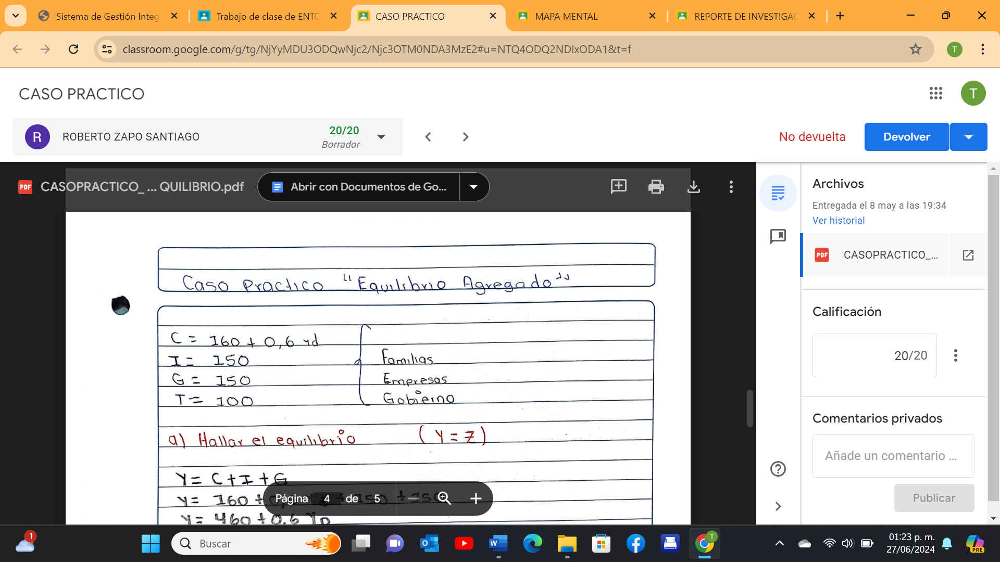 Sistema de Gestión Integ
Trabajo de clase de ENTO
CASO PRACTICO
MAPA MENTAL
REPORTE DE INVESTIGAC
classroom.google.com/g/tg/NjYyMDU3ODQwNjc2/Njc3OTM0NDA3MzE2#u=NTQ4ODQ2NDIxODA1&t=f
T
CASO PRACTICO
T
R
ROBERTO ZAPO SANTIAGO
20/20
Borrador
No devuelta
Devolver
PDF
CASOPRACTICO_ ... QUILIBRIO.pdf
Abrir con Documentos de Go...
Caso Practico "Equilibrio Agregado"
C = 160 + 0,6 yd
I = 150
G = 150
T = 100
Familias
Empresas
Gobierno
a) Hallar el equilibrio (Y = Z)
Y = C + I + G
Y = 160 +
+ 150 + 150
Y = 460 + 0.6 YD
Página 4 de 5
Archivos
Entregada el 8 may a las 19:34
Ver historial
PDF
CASOPRACTICO_...
Calificación
20/20
Comentarios privados
Añade un comentario ...
Publicar
1
Buscar
T
01:23 p. m.
27/06/2024
PRE